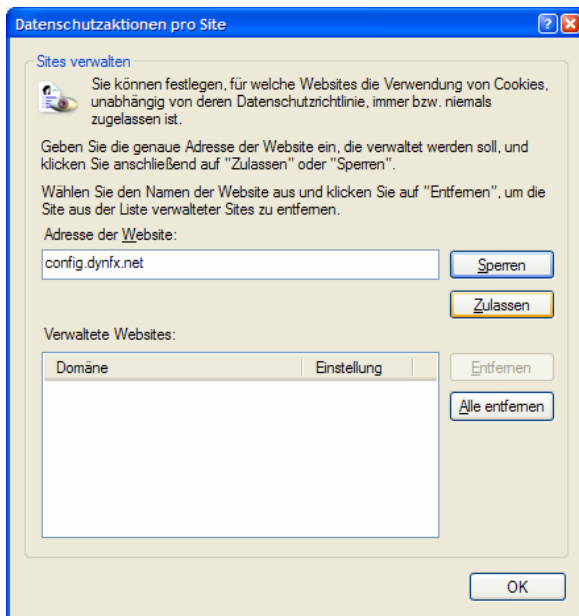 Datenschutzaktionen pro Site
Sites verwalten
Sie können festlegen, für welche Websites die Verwendung von Cookies,
unabhängig von deren Datenschutzrichtlinie, immer bzw. niemals
zugelassen ist.
Geben Sie die genaue Adresse der Website ein, die verwaltet werden soll, und
klicken Sie anschließend auf "Zulassen" oder "Sperren".
Wählen Sie den Namen der Website aus und klicken Sie auf "Entfernen", um die
Site aus der Liste verwalteter Sites zu entfernen.
Adresse der Website:
config.dynfx.net
Sperren
Zulassen
Verwaltete Websites:
Domäne Einstellung
Entfernen
Alle entfernen
OK